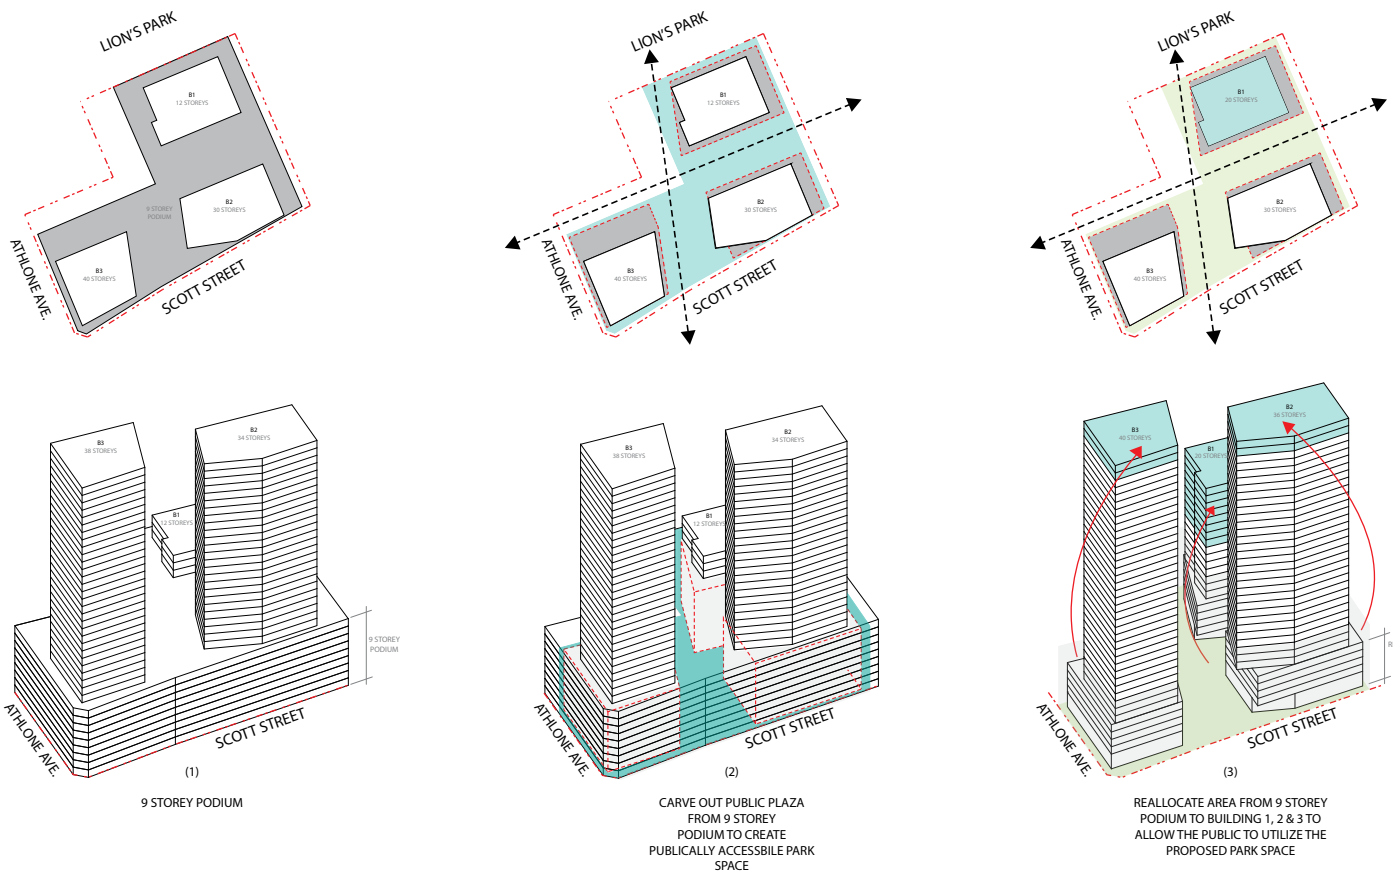 LION'S PARK
B1
12 STOREYS
B2
30 STOREYS
9 STOREY
PODIUM
B3
40 STOREYS
ATHLONE AVE.
SCOTT STREET
LION'S PARK
B1
12 STOREYS
B2
30 STOREYS
B3
40 STOREYS
ATHLONE AVE.
SCOTT STREET
LION'S PARK
B1
20 STOREYS
B2
30 STOREYS
B3
40 STOREYS
ATHLONE AVE.
SCOTT STREET
B3
38 STOREYS
B2
34 STOREYS
B1
12 STOREYS
9 STOREY
PODIUM
ATHLONE AVE.
SCOTT STREET
(1)
9 STOREY PODIUM
B3
38 STOREYS
B2
34 STOREYS
B1
12 STOREYS
ATHLONE AVE.
SCOTT STREET
(2)
CARVE OUT PUBLIC PLAZA
FROM 9 STOREY
PODIUM TO CREATE
PUBLICALLY ACCESSBILE PARK
SPACE
B3
40 STOREYS
B2
36 STOREYS
B1
20 STOREYS
R
ATHLONE AVE.
SCOTT STREET
(3)
REALLOCATE AREA FROM 9 STOREY
PODIUM TO BUILDING 1, 2 & 3 TO
ALLOW THE PUBLIC TO UTILIZE THE
PROPOSED PARK SPACE